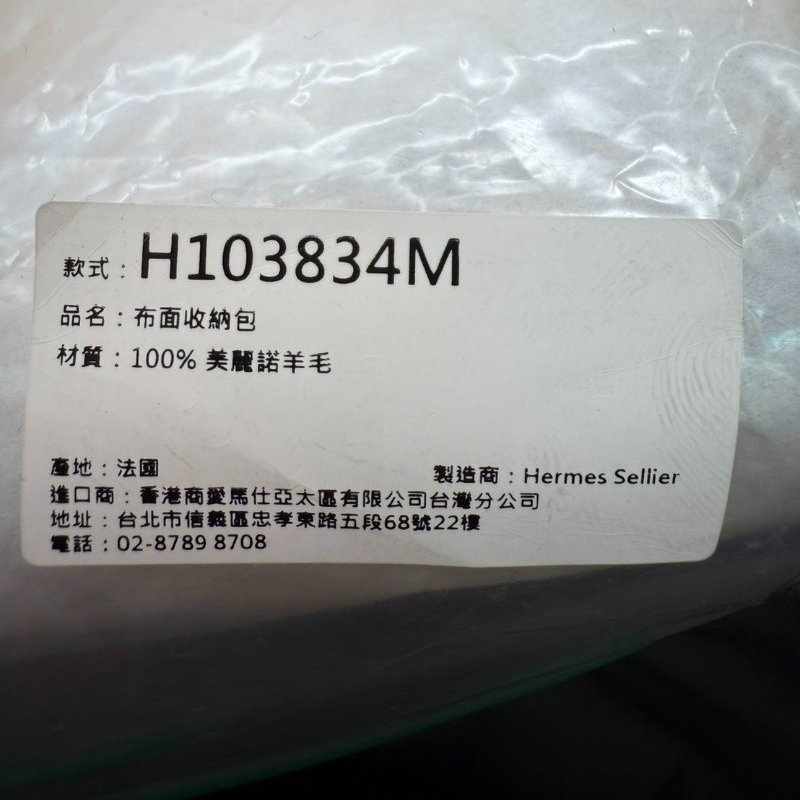 款式：H103834M
品名：布面收納包
材質：100% 美麗諾羊毛
產地：法國 製造商：Hermes Sellier
進口商：香港商愛馬仕亞太區有限公司台灣分公司
地址：台北市信義區忠孝東路五段68號22樓
電話：02-8789 8708